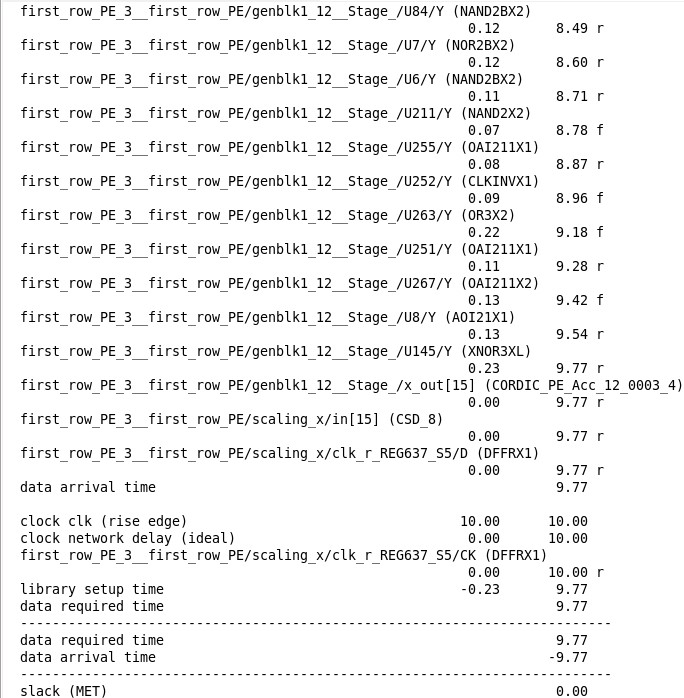 first_row_PE_3__first_row_PE/genblk1_12__Stage_/U84/Y (NAND2BX2)
0.12 8.49 r
first_row_PE_3__first_row_PE/genblk1_12__Stage_/U7/Y (NOR2BX2)
0.12 8.60 r
first_row_PE_3__first_row_PE/genblk1_12__Stage_/U6/Y (NAND2BX2)
0.11 8.71 r
first_row_PE_3__first_row_PE/genblk1_12__Stage_/U211/Y (NAND2X2)
0.07 8.78 f
first_row_PE_3__first_row_PE/genblk1_12__Stage_/U255/Y (OAI211X1)
0.08 8.87 r
first_row_PE_3__first_row_PE/genblk1_12__Stage_/U252/Y (CLKINVX1)
0.09 8.96 f
first_row_PE_3__first_row_PE/genblk1_12__Stage_/U263/Y (OR3X2)
0.22 9.18 f
first_row_PE_3__first_row_PE/genblk1_12__Stage_/U251/Y (OAI211X1)
0.11 9.28 r
first_row_PE_3__first_row_PE/genblk1_12__Stage_/U267/Y (OAI211X2)
0.13 9.42 f
first_row_PE_3__first_row_PE/genblk1_12__Stage_/U8/Y (AOI21X1)
0.13 9.54 r
first_row_PE_3__first_row_PE/genblk1_12__Stage_/U145/Y (XNOR3XL)
0.23 9.77 r
first_row_PE_3__first_row_PE/genblk1_12__Stage_/x_out[15] (CORDIC_PE_Acc_12_0003_4)
0.00 9.77 r
first_row_PE_3__first_row_PE/scaling_x/in[15] (CSD_8)
0.00 9.77 r
first_row_PE_3__first_row_PE/scaling_x/clk_r_REG637_S5/D (DFFRX1)
0.00 9.77 r
data arrival time 9.77
clock clk (rise edge) 10.00 10.00
clock network delay (ideal) 0.00 10.00
first_row_PE_3__first_row_PE/scaling_x/clk_r_REG637_S5/CK (DFFRX1)
0.00 10.00 r
library setup time -0.23 9.77
data required time 9.77
--------------------------------------------------------------------------
data required time 9.77
data arrival time -9.77
--------------------------------------------------------------------------
slack (MET) 0.00